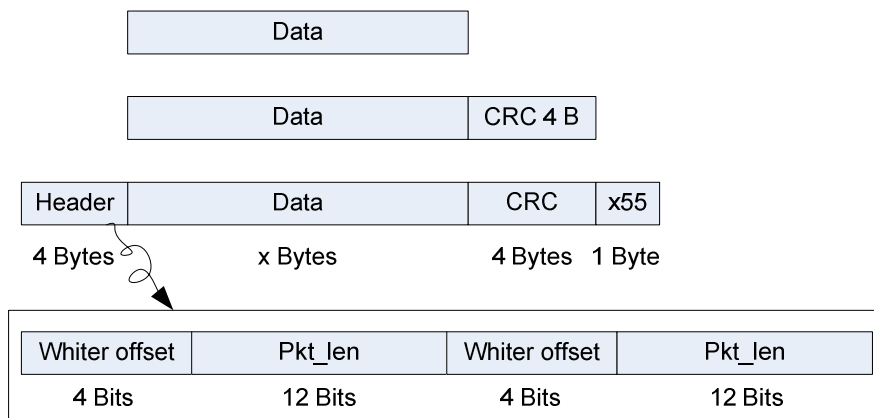 Data
Data CRC 4 B
Header Data CRC x55
4 Bytes x Bytes 4 Bytes 1 Byte
Whiter offset Pkt_len Whiter offset Pkt_len
4 Bits 12 Bits 4 Bits 12 Bits